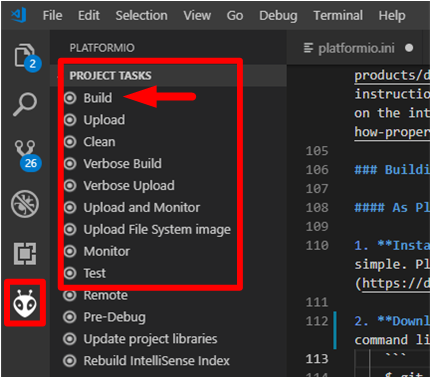 File Edit Selection View Go Debug Terminal Help
PLATFORMIO
platformio.ini
2
PROJECT TASKS
Build
Upload
Clean
Verbose Build
Verbose Upload
Upload and Monitor
Upload File System image
Monitor
Test
Remote
Pre-Debug
Update project libraries
Rebuild IntelliSense Index
26
products/d
instructio
on the int
how-proper
105
106 ### Buildi
107
108 #### As Pl
109
110 1. **Insta
simple. Pl
(https://d
111
112 2. **Downl
command li
113 ```
$ git